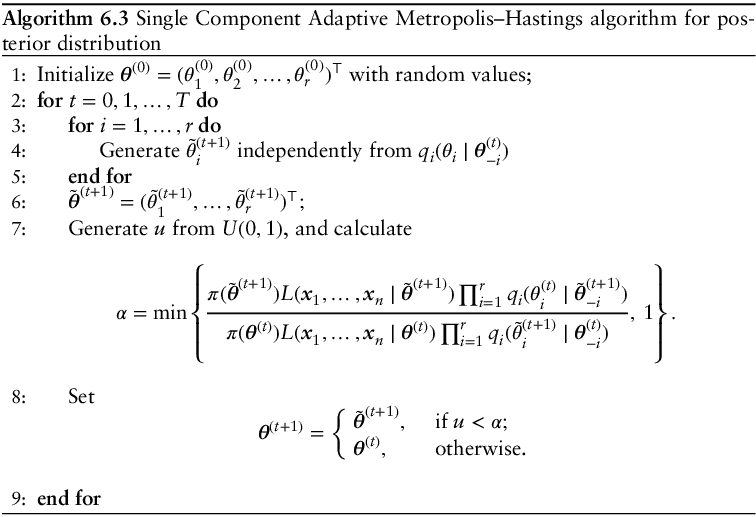 Algorithm 6.3 Single Component Adaptive Metropolis–Hastings algorithm for pos-
terior distribution
1: Initialize θ^(0) = (θ_1^(0), θ_2^(0), …, θ_r^(0))^⊤ with random values;
2: for t = 0, 1, …, T do
3: for i = 1, …, r do
4: Generate θ̃_i^(t+1) independently from q_i(θ_i | θ_{−i}^(t))
5: end for
6: θ̃^(t+1) = (θ̃_1^(t+1), …, θ̃_r^(t+1))^⊤;
7: Generate u from U(0, 1), and calculate
α = min { π(θ̃^(t+1))L(x_1, …, x_n | θ̃^(t+1)) ∏_{i=1}^r q_i(θ_i^(t) | θ̃_{−i}^(t+1)) / π(θ^(t))L(x_1, …, x_n | θ^(t)) ∏_{i=1}^r q_i(θ̃_i^(t+1) | θ_{−i}^(t)) , 1 } .
8: Set
θ^(t+1) = { θ̃^(t+1), if u < α;
θ^(t), otherwise.
9: end for